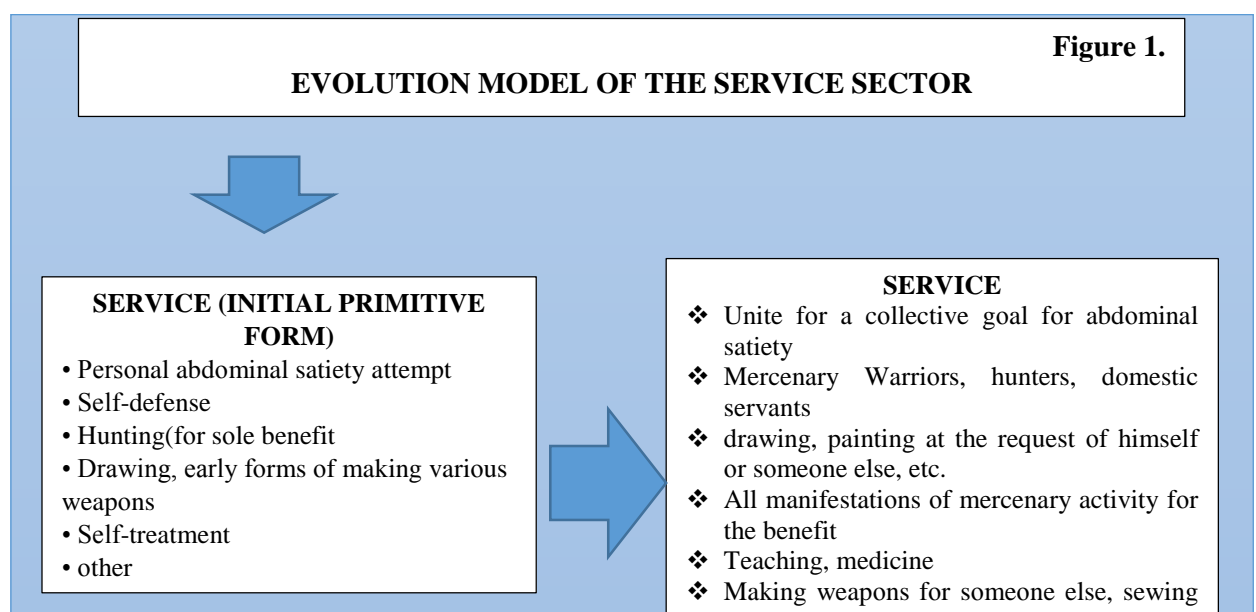 Figure 1.
EVOLUTION MODEL OF THE SERVICE SECTOR
SERVICE (INITIAL PRIMITIVE
FORM)
• Personal abdominal satiety attempt
• Self-defense
• Hunting(for sole benefit
• Drawing, early forms of making various
weapons
• Self-treatment
• other
SERVICE
❖ Unite for a collective goal for abdominal
satiety
❖ Mercenary Warriors, hunters, domestic
servants
❖ drawing, painting at the request of himself
or someone else, etc.
❖ All manifestations of mercenary activity for
the benefit
❖ Teaching, medicine
❖ Making weapons for someone else, sewing